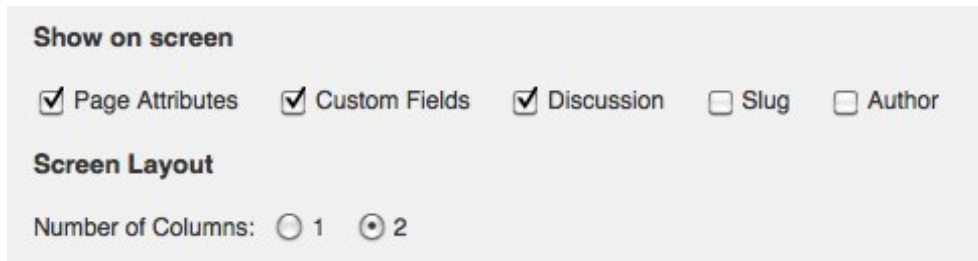 Show on screen
Page Attributes Custom Fields Discussion Slug Author
Screen Layout
Number of Columns: 1 2